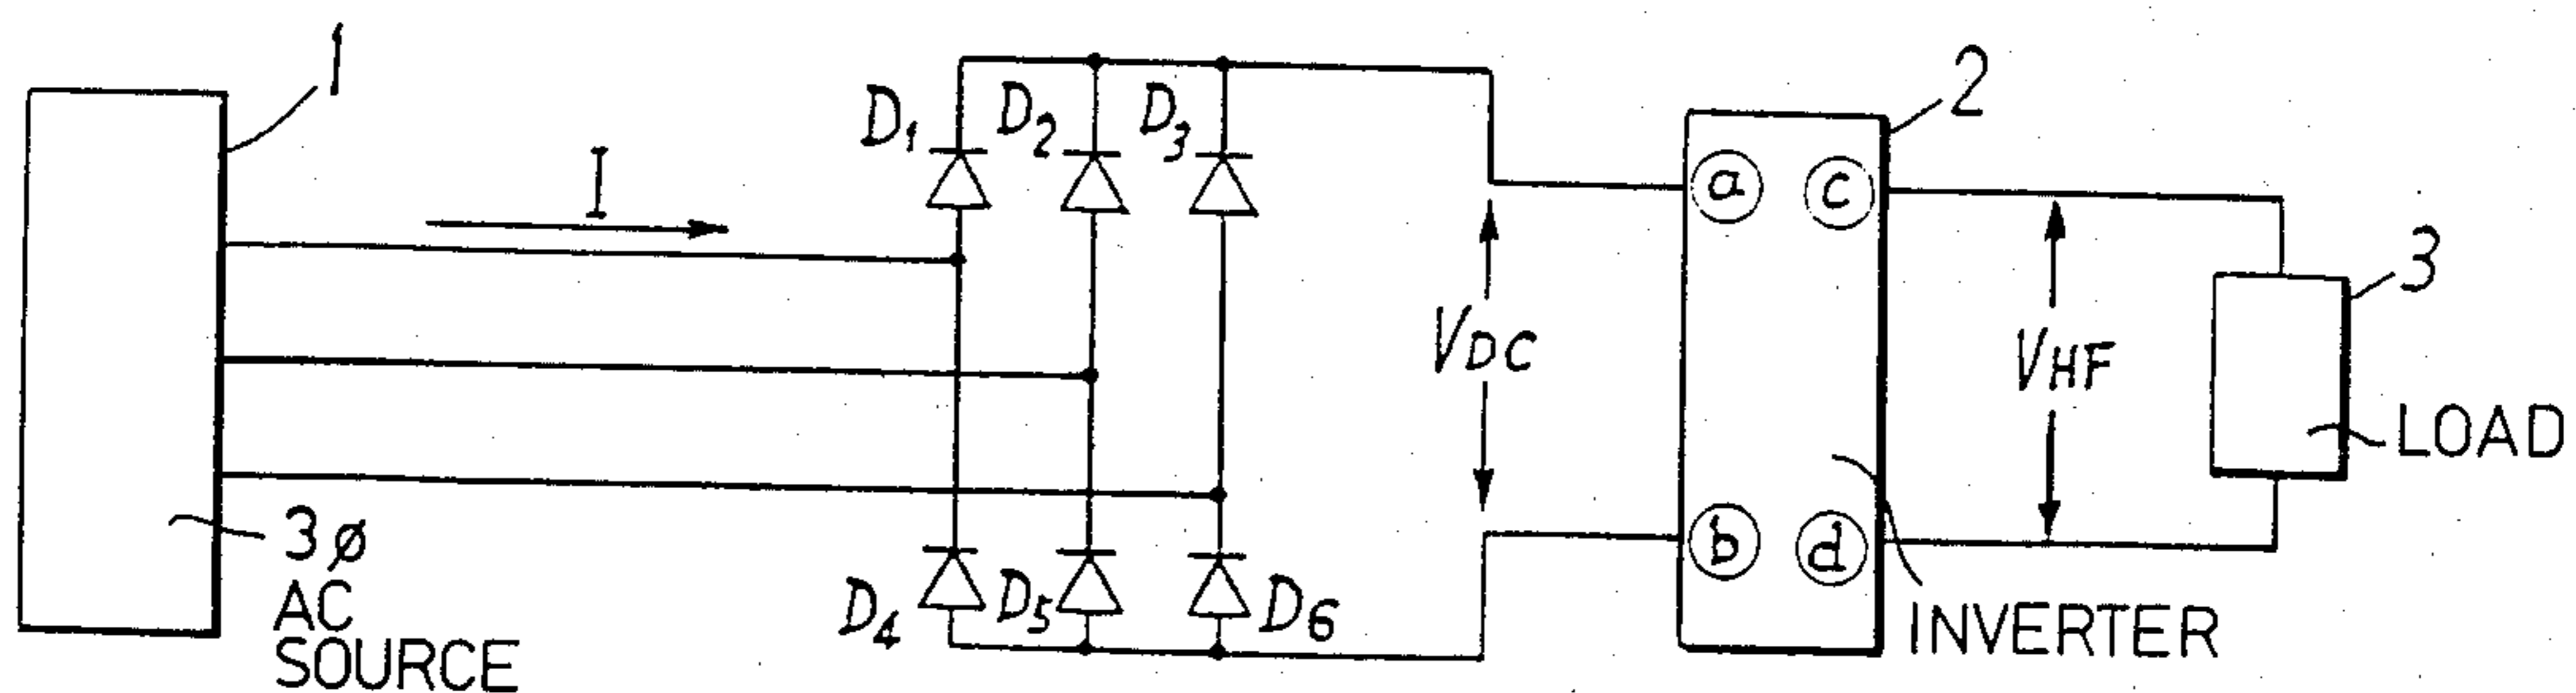 1
I
3ø
AC
SOURCE
D1
D2
D3
D4
D5
D6
VDC
a
b
c
d
2
INVERTER
VHF
3
LOAD